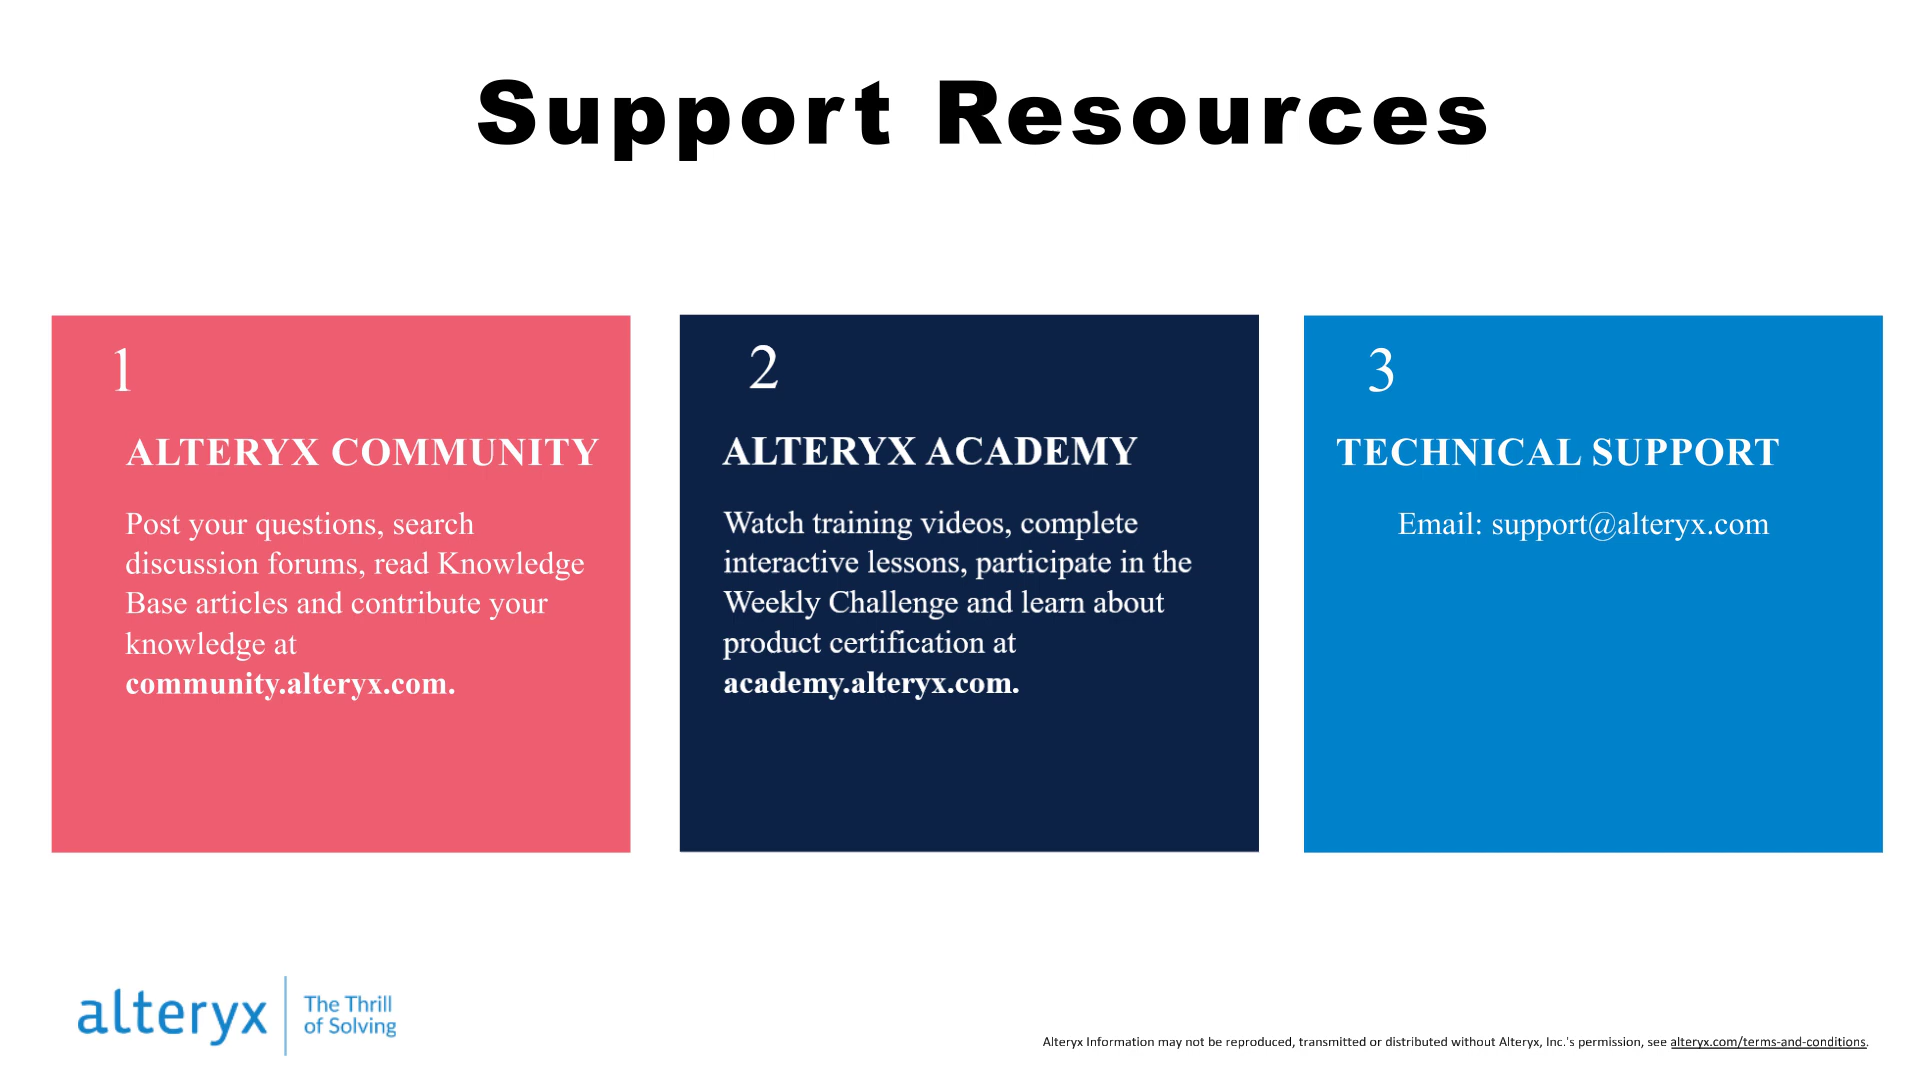 Support Resources
1
ALTERYX COMMUNITY
Post your questions, search
discussion forums, read Knowledge
Base articles and contribute your
knowledge at
community.alteryx.com.
2
ALTERYX ACADEMY
Watch training videos, complete
interactive lessons, participate in the
Weekly Challenge and learn about
product certification at
academy.alteryx.com.
3
TECHNICAL SUPPORT
Email: support@alteryx.com
alteryx
The Thrill
of Solving
Alteryx Information may not be reproduced, transmitted or distributed without Alteryx, Inc.'s permission, see alteryx.com/terms-and-conditions.